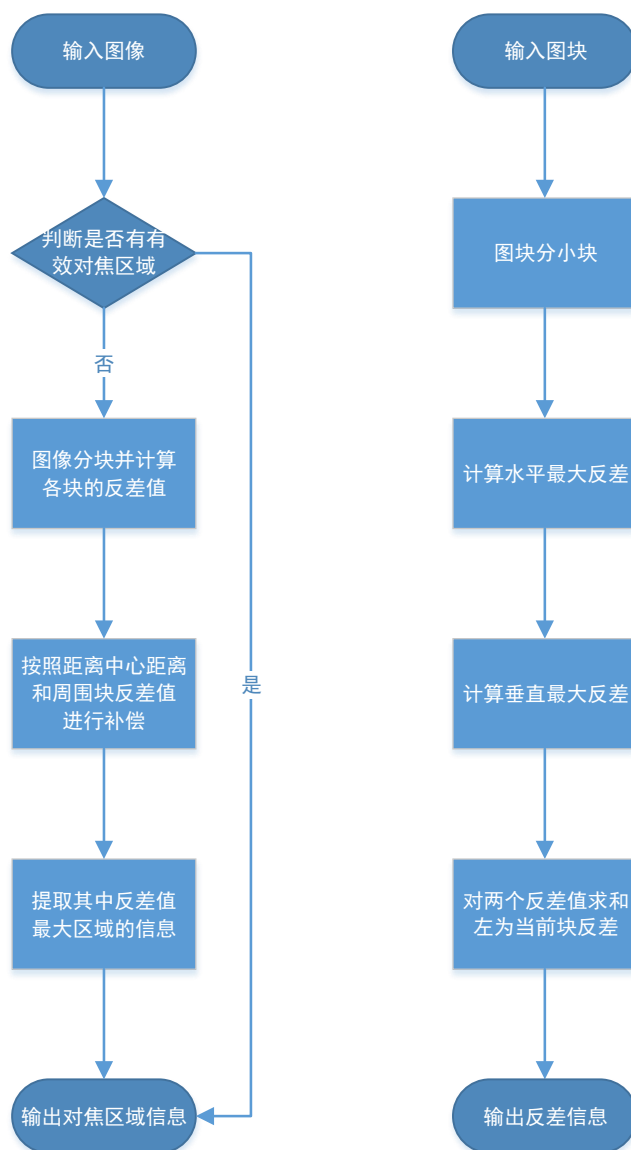 输入图像
判断是否有有
效对焦区域
否
图像分块并计算
各块的反差值
按照距离中心距离
和周围块反差值
进行补偿
是
提取其中反差值
最大区域的信息
输出对焦区域信息
输入图块
图块分小块
计算水平最大反差
计算垂直最大反差
对两个反差值求和
左为当前块反差
输出反差信息